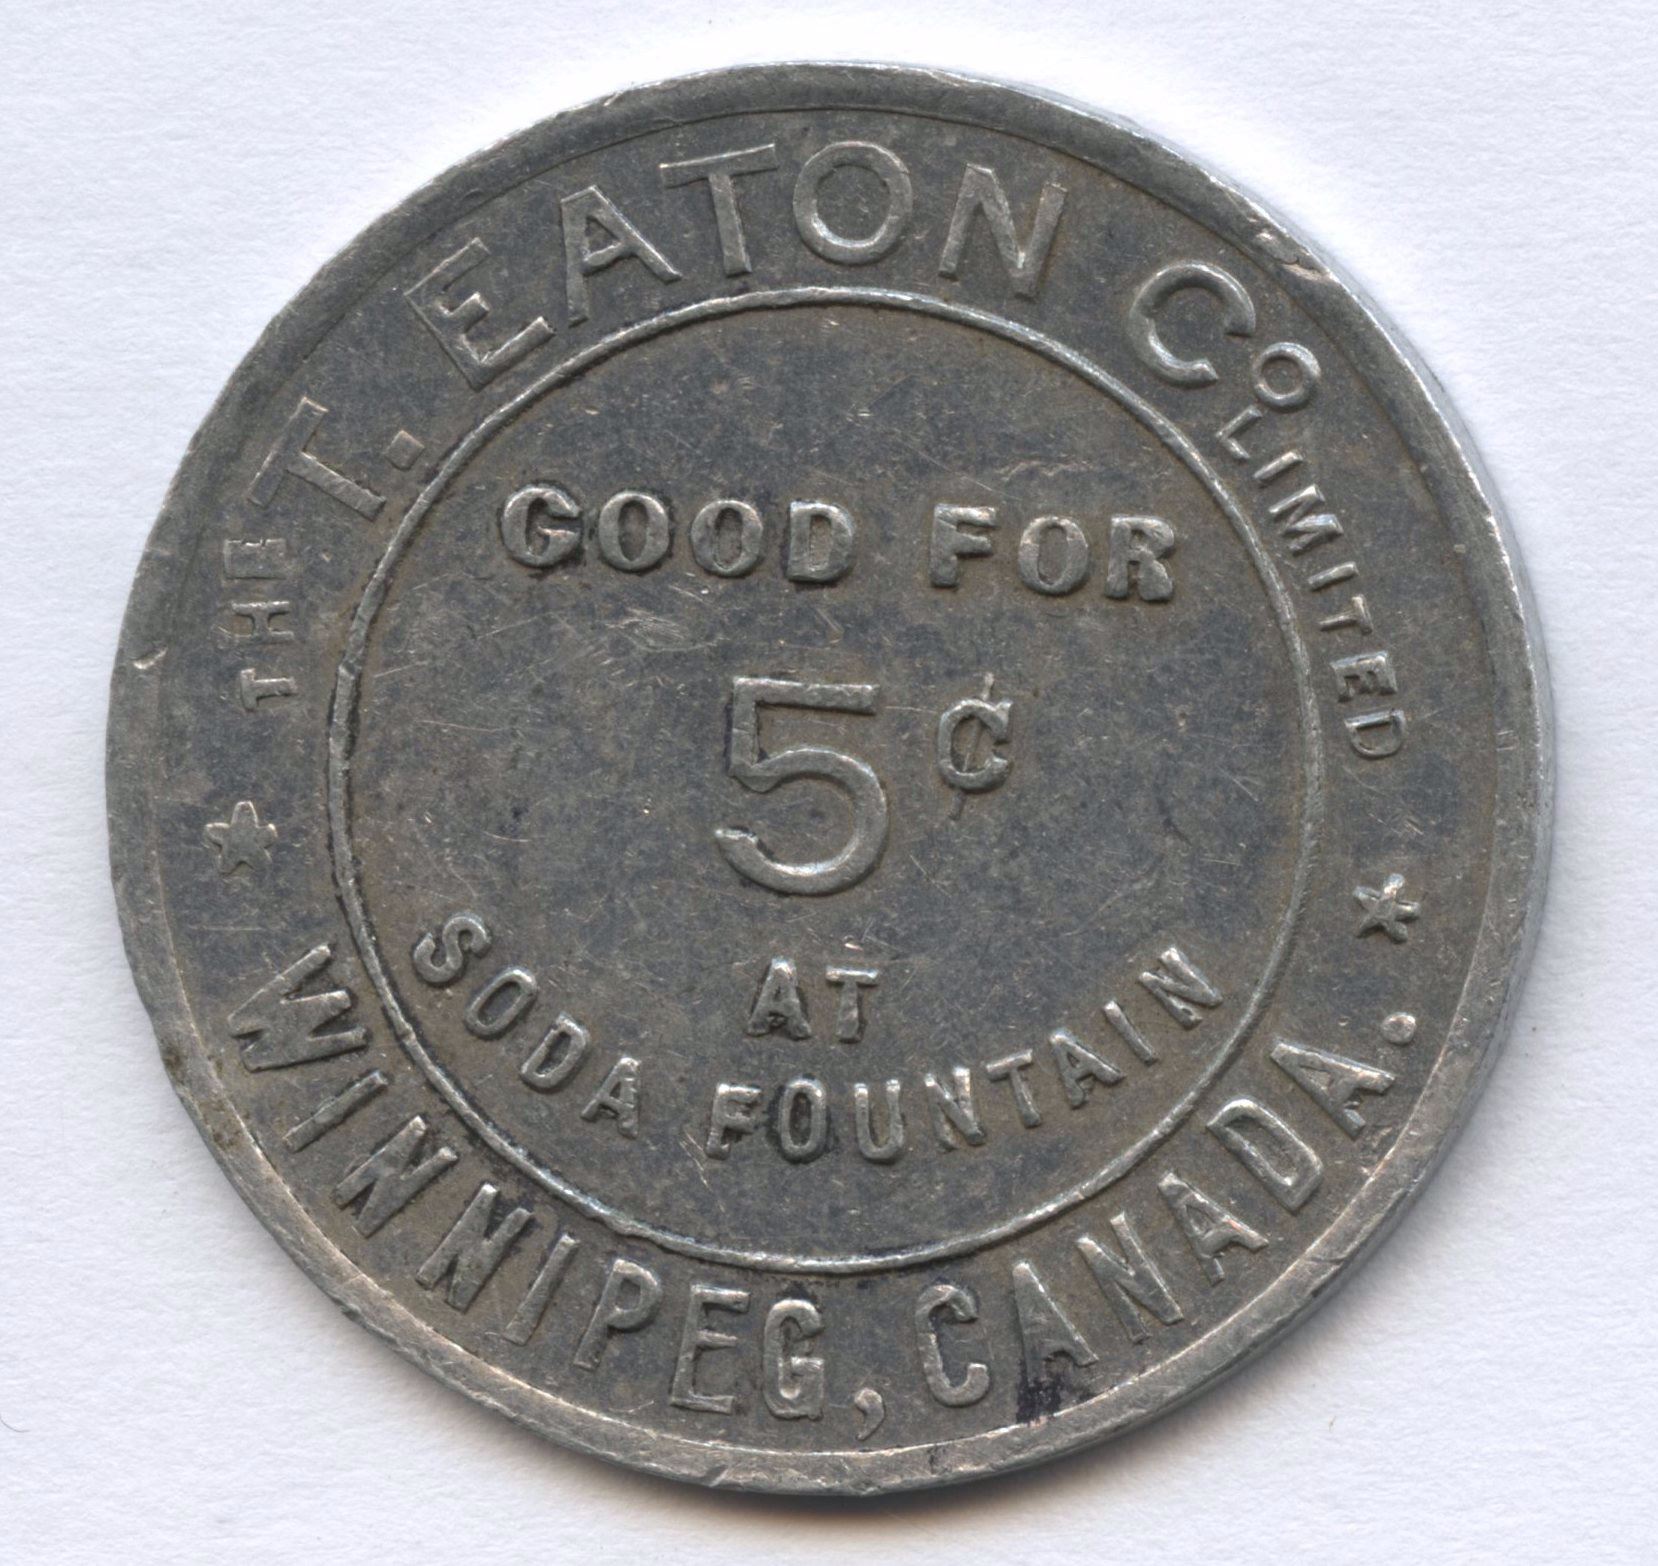 THE T. EATON Co LIMITED
GOOD FOR
5¢
AT
SODA FOUNTAIN
WINNIPEG, CANADA.